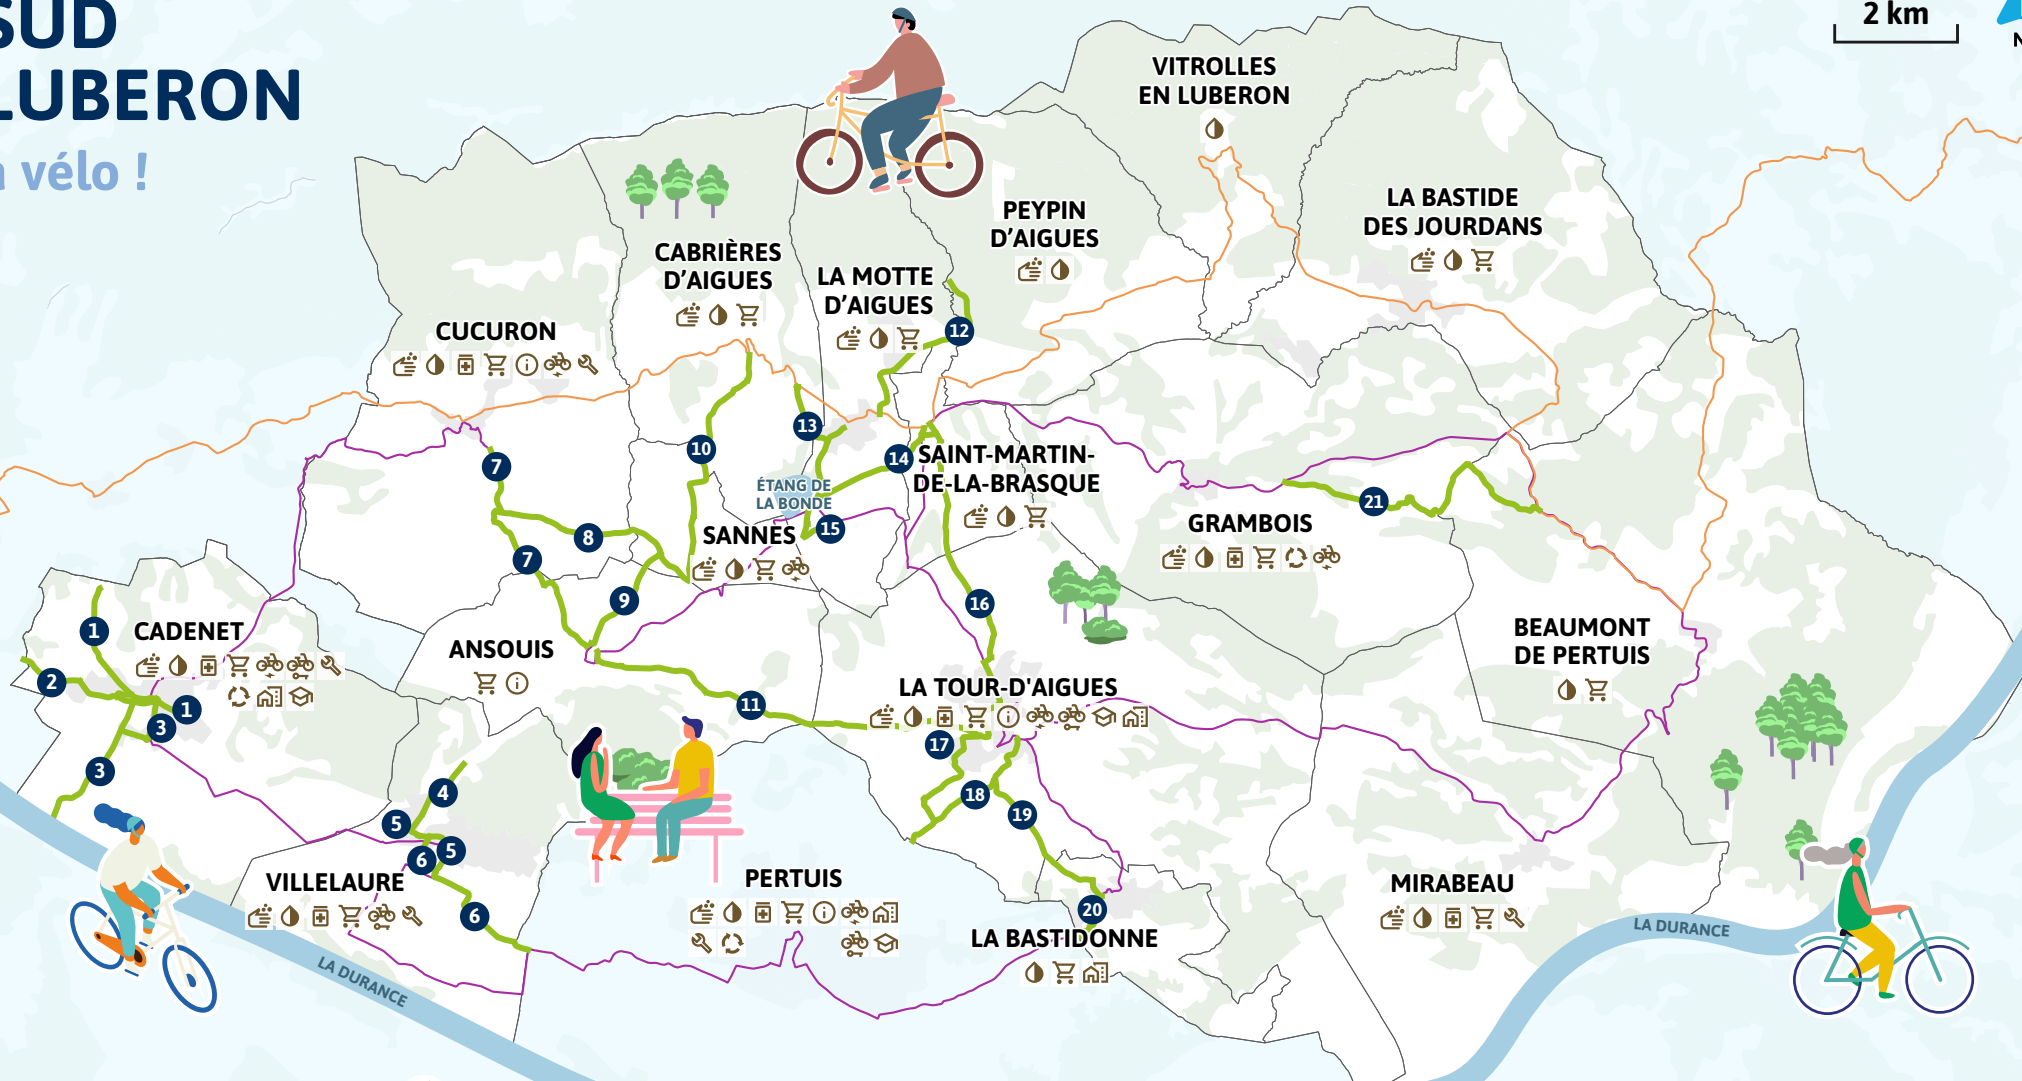 SUD
LUBERON
à vélo !
2 km
N
VITROLLES
EN LUBERON
LA BASTIDE
DES JOURDANS
PEYPIN
D'AIGUES
CABRIÈRES
D'AIGUES
LA MOTTE
D'AIGUES
CUCURON
12
13
10
14
7
SAINT-MARTIN-
DE-LA-BRASQUE
ÉTANG DE
LA BONDE
21
GRAMBOIS
15
SANNES
8
7
9
16
1
CADENET
ANSOUIS
BEAUMONT
DE PERTUIS
2
1
3
11
LA TOUR-D'AIGUES
17
3
4
18
19
5
5
6
VILLELAURE
6
PERTUIS
20
LA BASTIDONNE
MIRABEAU
LA DURANCE
LA DURANCE